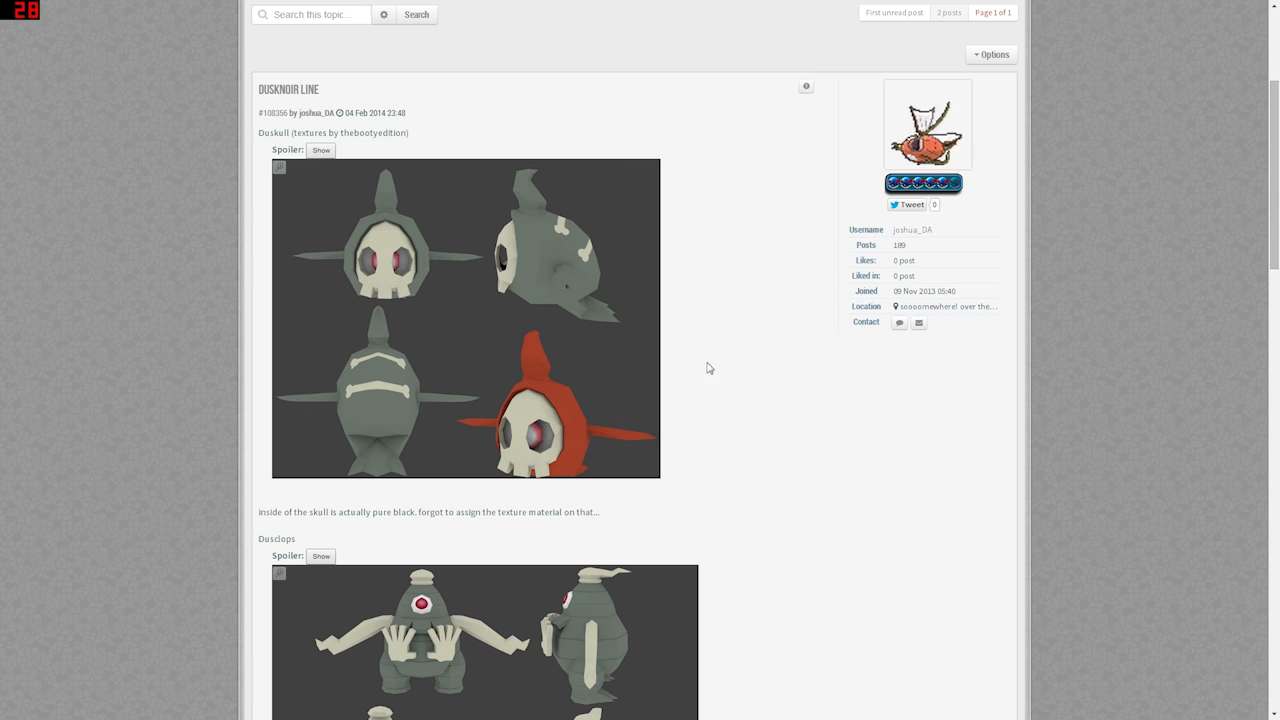 28
Search this topic…
Search
First unread post
2 posts
Page 1 of 1
Options
DUSKNOIR LINE
#108356 by joshua_DA 04 Feb 2014 23:48
Duskull (textures by thebootyedition)
Spoiler: Show
Inside of the skull is actually pure black. forgot to assign the texture material on that...
Dusclops
Spoiler: Show
Tweet 0
Username joshua_DA
Posts 189
Likes: 0 post
Liked in: 0 post
Joined 09 Nov 2013 05:40
Location soooomewhere! over the…
Contact